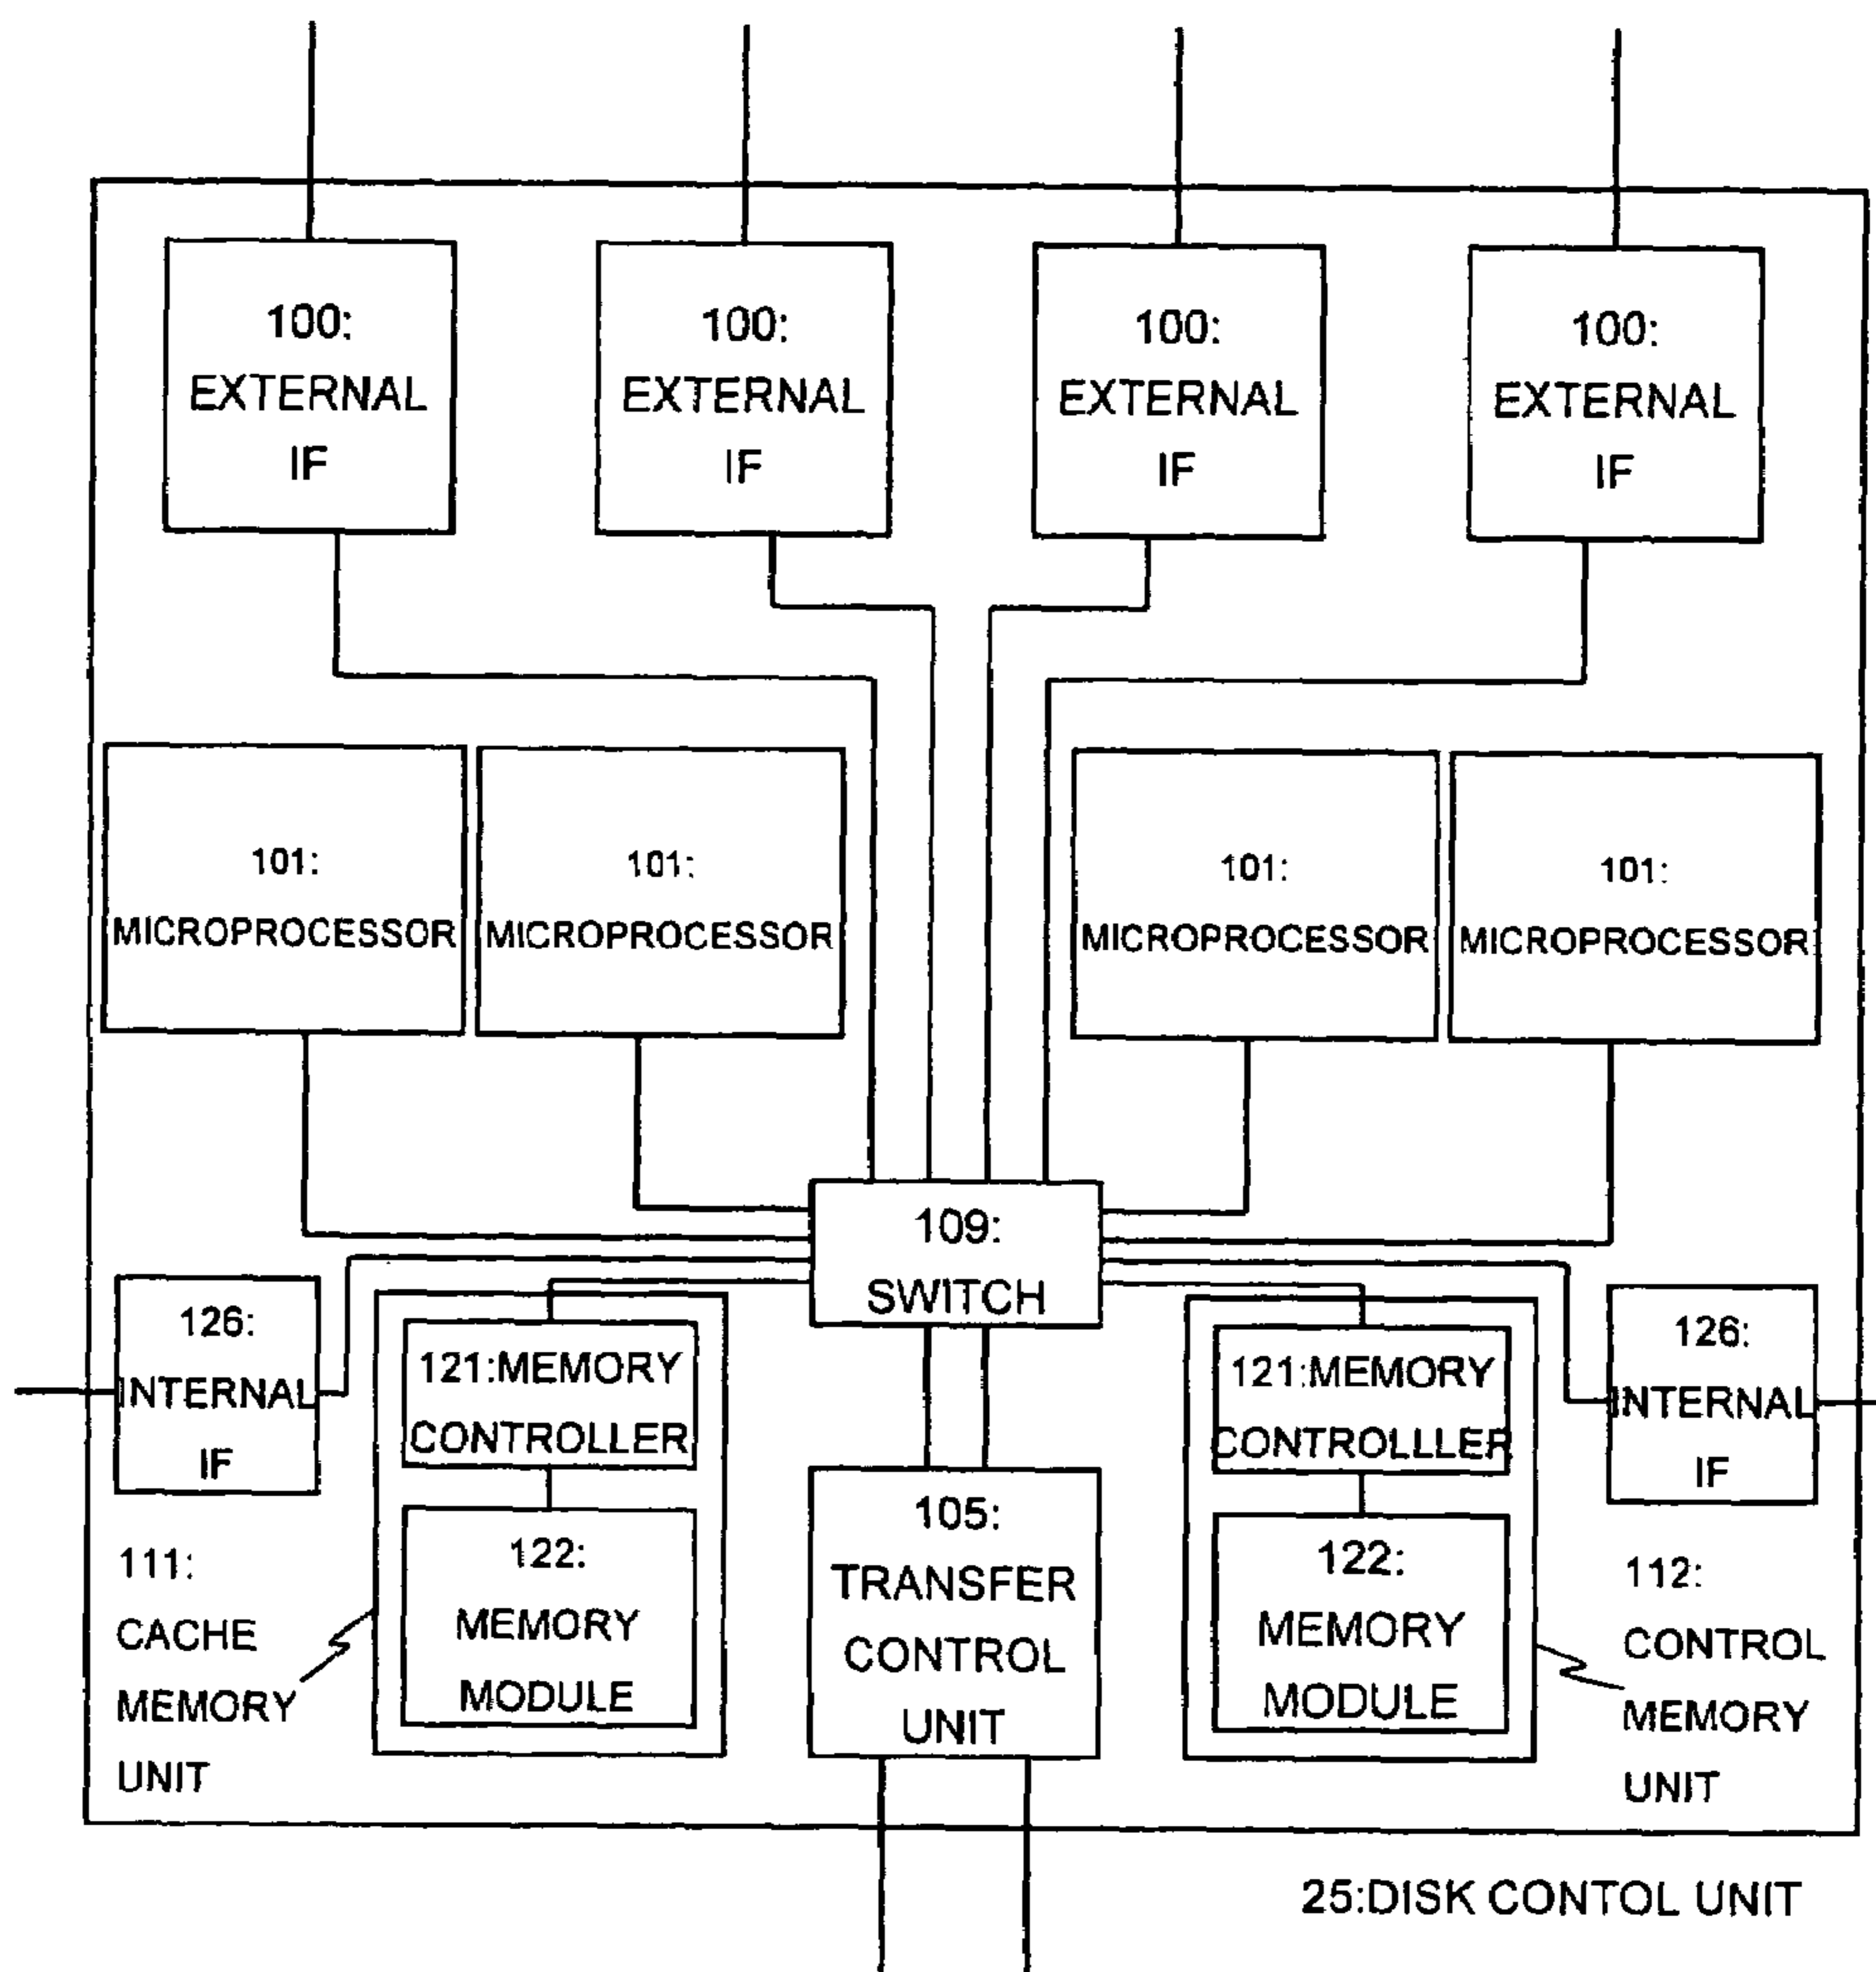 100:
EXTERNAL
IF
100:
EXTERNAL
IF
100:
EXTERNAL
IF
100:
EXTERNAL
IF
101:
MICROPROCESSOR
101:
MICROPROCESSOR
101:
MICROPROCESSOR
101:
MICROPROCESSOR
109:
SWITCH
126:
INTERNAL
IF
121:MEMORY
CONTROLLER
122:
MEMORY
MODULE
111:
CACHE
MEMORY
UNIT
105:
TRANSFER
CONTROL
UNIT
121:MEMORY
CONTROLLLER
122:
MEMORY
MODULE
126:
INTERNAL
IF
112:
CONTROL
MEMORY
UNIT
25:DISK CONTOL UNIT